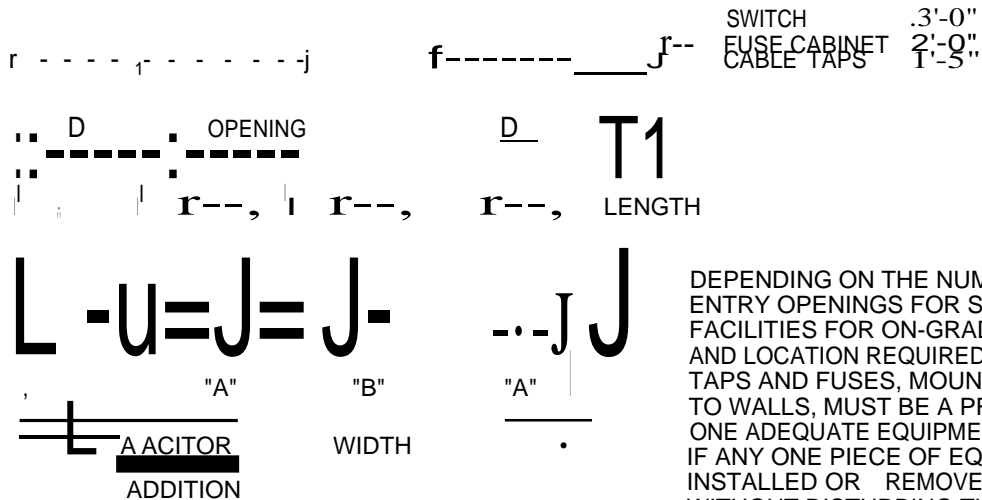 SWITCH .3'-0"
FUSE CABINET 2'-0"
CABLE TAPS 1'-5"
D OPENING D T1
LENGTH
DEPENDING ON THE NUM
ENTRY OPENINGS FOR S
FACILITIES FOR ON-GRAD
AND LOCATION REQUIRED
TAPS AND FUSES, MOUN
TO WALLS, MUST BE A PR
ONE ADEQUATE EQUIPME
IF ANY ONE PIECE OF EQ
INSTALLED OR REMOVE
L -u=J= J- -·-J J
"A" "B" "A"
A ACITOR WIDTH
ADDITION